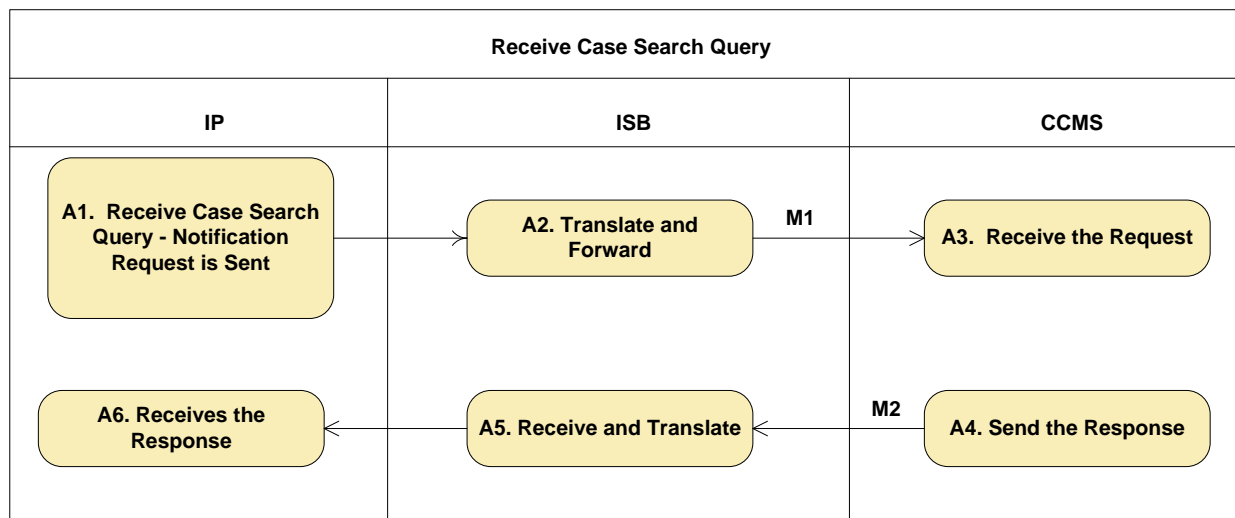 Receive Case Search Query
IP
ISB
CCMS
A1. Receive Case Search
Query - Notification
Request is Sent
A2. Translate and
Forward
M1
A3. Receive the Request
A6. Receives the
Response
A5. Receive and Translate
M2
A4. Send the Response